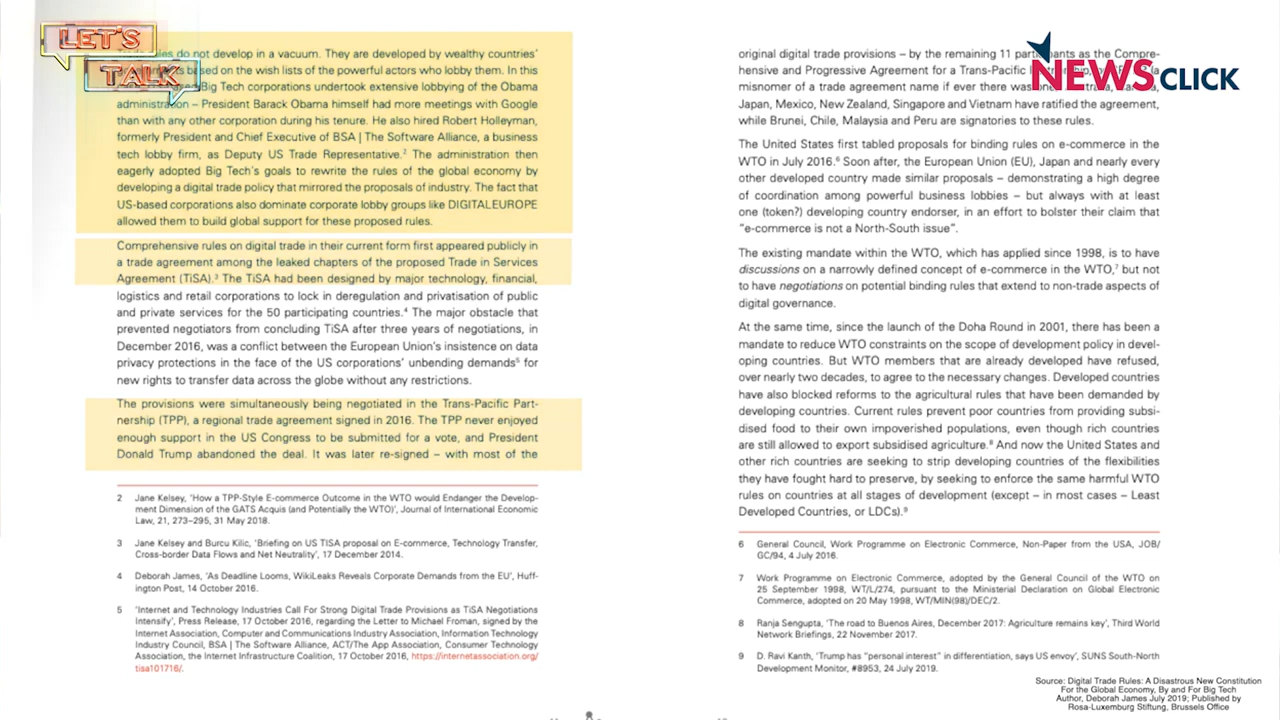 LET'S
TALK
NEWSCLICK
rules do not develop in a vacuum. They are developed by wealthy countries'
based on the wish lists of the powerful actors who lobby them. In this
Big Tech corporations undertook extensive lobbying of the Obama
administration – President Barack Obama himself had more meetings with Google
than with any other corporation during his tenure. He also hired Robert Holleyman,
formerly President and Chief Executive of BSA | The Software Alliance, a business
tech lobby firm, as Deputy US Trade Representative.² The administration then
eagerly adopted Big Tech's goals to rewrite the rules of the global economy by
developing a digital trade policy that mirrored the proposals of industry. The fact that
US-based corporations also dominate corporate lobby groups like DIGITALEUROPE
allowed them to build global support for these proposed rules.
Comprehensive rules on digital trade in their current form first appeared publicly in
a trade agreement among the leaked chapters of the proposed Trade in Services
Agreement (TiSA).³ The TiSA had been designed by major technology, financial,
logistics and retail corporations to lock in deregulation and privatisation of public
and private services for the 50 participating countries.⁴ The major obstacle that
prevented negotiators from concluding TiSA after three years of negotiations, in
December 2016, was a conflict between the European Union's insistence on data
privacy protections in the face of the US corporations' unbending demands⁵ for
new rights to transfer data across the globe without any restrictions.
The provisions were simultaneously being negotiated in the Trans-Pacific Part-
nership (TPP), a regional trade agreement signed in 2016. The TPP never enjoyed
enough support in the US Congress to be submitted for a vote, and President
Donald Trump abandoned the deal. It was later re-signed – with most of the
2 Jane Kelsey, 'How a TPP-Style E-commerce Outcome in the WTO would Endanger the Develop-
ment Dimension of the GATS Acquis (and Potentially the WTO)', Journal of International Economic
Law, 21, 273–295, 31 May 2018.
3 Jane Kelsey and Burcu Kilic, 'Briefing on US TISA proposal on E-commerce, Technology Transfer,
Cross-border Data Flows and Net Neutrality', 17 December 2014.
4 Deborah James, 'As Deadline Looms, WikiLeaks Reveals Corporate Demands from the EU', Huff-
ington Post, 14 October 2016.
5 'Internet and Technology Industries Call For Strong Digital Trade Provisions as TiSA Negotiations
Intensify', Press Release, 17 October 2016, regarding the Letter to Michael Froman, signed by the
Internet Association, Computer and Communications Industry Association, Information Technology
Industry Council, BSA | The Software Alliance, ACT/The App Association, Consumer Technology
Association, the Internet Infrastructure Coalition, 17 October 2016, https://internetassociation.org/
tisa101716/.
original digital trade provisions – by the remaining 11 participants as the Compre-
hensive and Progressive Agreement for a Trans-Pacific (a
misnomer of a trade agreement name if ever there was
Japan, Mexico, New Zealand, Singapore and Vietnam have ratified the agreement,
while Brunei, Chile, Malaysia and Peru are signatories to these rules.
The United States first tabled proposals for binding rules on e-commerce in the
WTO in July 2016.⁶ Soon after, the European Union (EU), Japan and nearly every
other developed country made similar proposals – demonstrating a high degree
of coordination among powerful business lobbies – but always with at least
one (token?) developing country endorser, in an effort to bolster their claim that
“e-commerce is not a North-South issue”.
The existing mandate within the WTO, which has applied since 1998, is to have
discussions on a narrowly defined concept of e-commerce in the WTO,⁷ but not
to have negotiations on potential binding rules that extend to non-trade aspects of
digital governance.
At the same time, since the launch of the Doha Round in 2001, there has been a
mandate to reduce WTO constraints on the scope of development policy in devel-
oping countries. But WTO members that are already developed have refused,
over nearly two decades, to agree to the necessary changes. Developed countries
have also blocked reforms to the agricultural rules that have been demanded by
developing countries. Current rules prevent poor countries from providing subsi-
dised food to their own impoverished populations, even though rich countries
are still allowed to export subsidised agriculture.⁸ And now the United States and
other rich countries are seeking to strip developing countries of the flexibilities
they have fought hard to preserve, by seeking to enforce the same harmful WTO
rules on countries at all stages of development (except – in most cases – Least
Developed Countries, or LDCs).⁹
6 General Council, Work Programme on Electronic Commerce, Non-Paper from the USA, JOB/
GC/94, 4 July 2016.
7 Work Programme on Electronic Commerce, adopted by the General Council of the WTO on
25 September 1998, WT/L/274, pursuant to the Ministerial Declaration on Global Electronic
Commerce, adopted on 20 May 1998, WT/MIN(98)/DEC/2.
8 Ranja Sengupta, 'The road to Buenos Aires, December 2017: Agriculture remains key', Third World
Network Briefings, 22 November 2017.
9 D. Ravi Kanth, 'Trump has “personal interest” in differentiation, says US envoy', SUNS South-North
Development Monitor, #8953, 24 July 2019.
Source: Digital Trade Rules: A Disastrous New Constitution
For the Global Economy, By and For Big Tech
Author, Deborah James July 2019; Published by
Rosa-Luxemburg Stiftung, Brussels Office